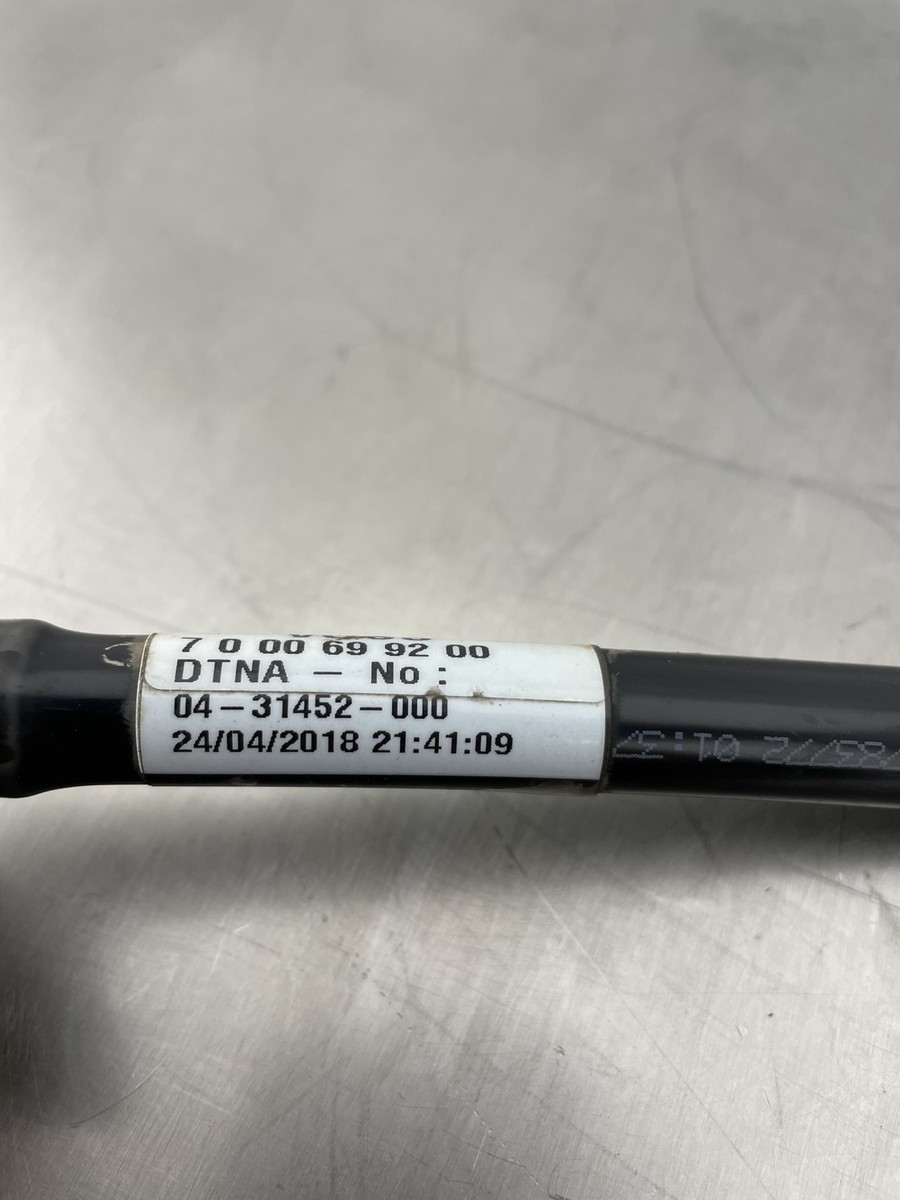 7 0 00 69 92 00
DTNA – No :
04-31452-000
24/04/2018 21:41:09